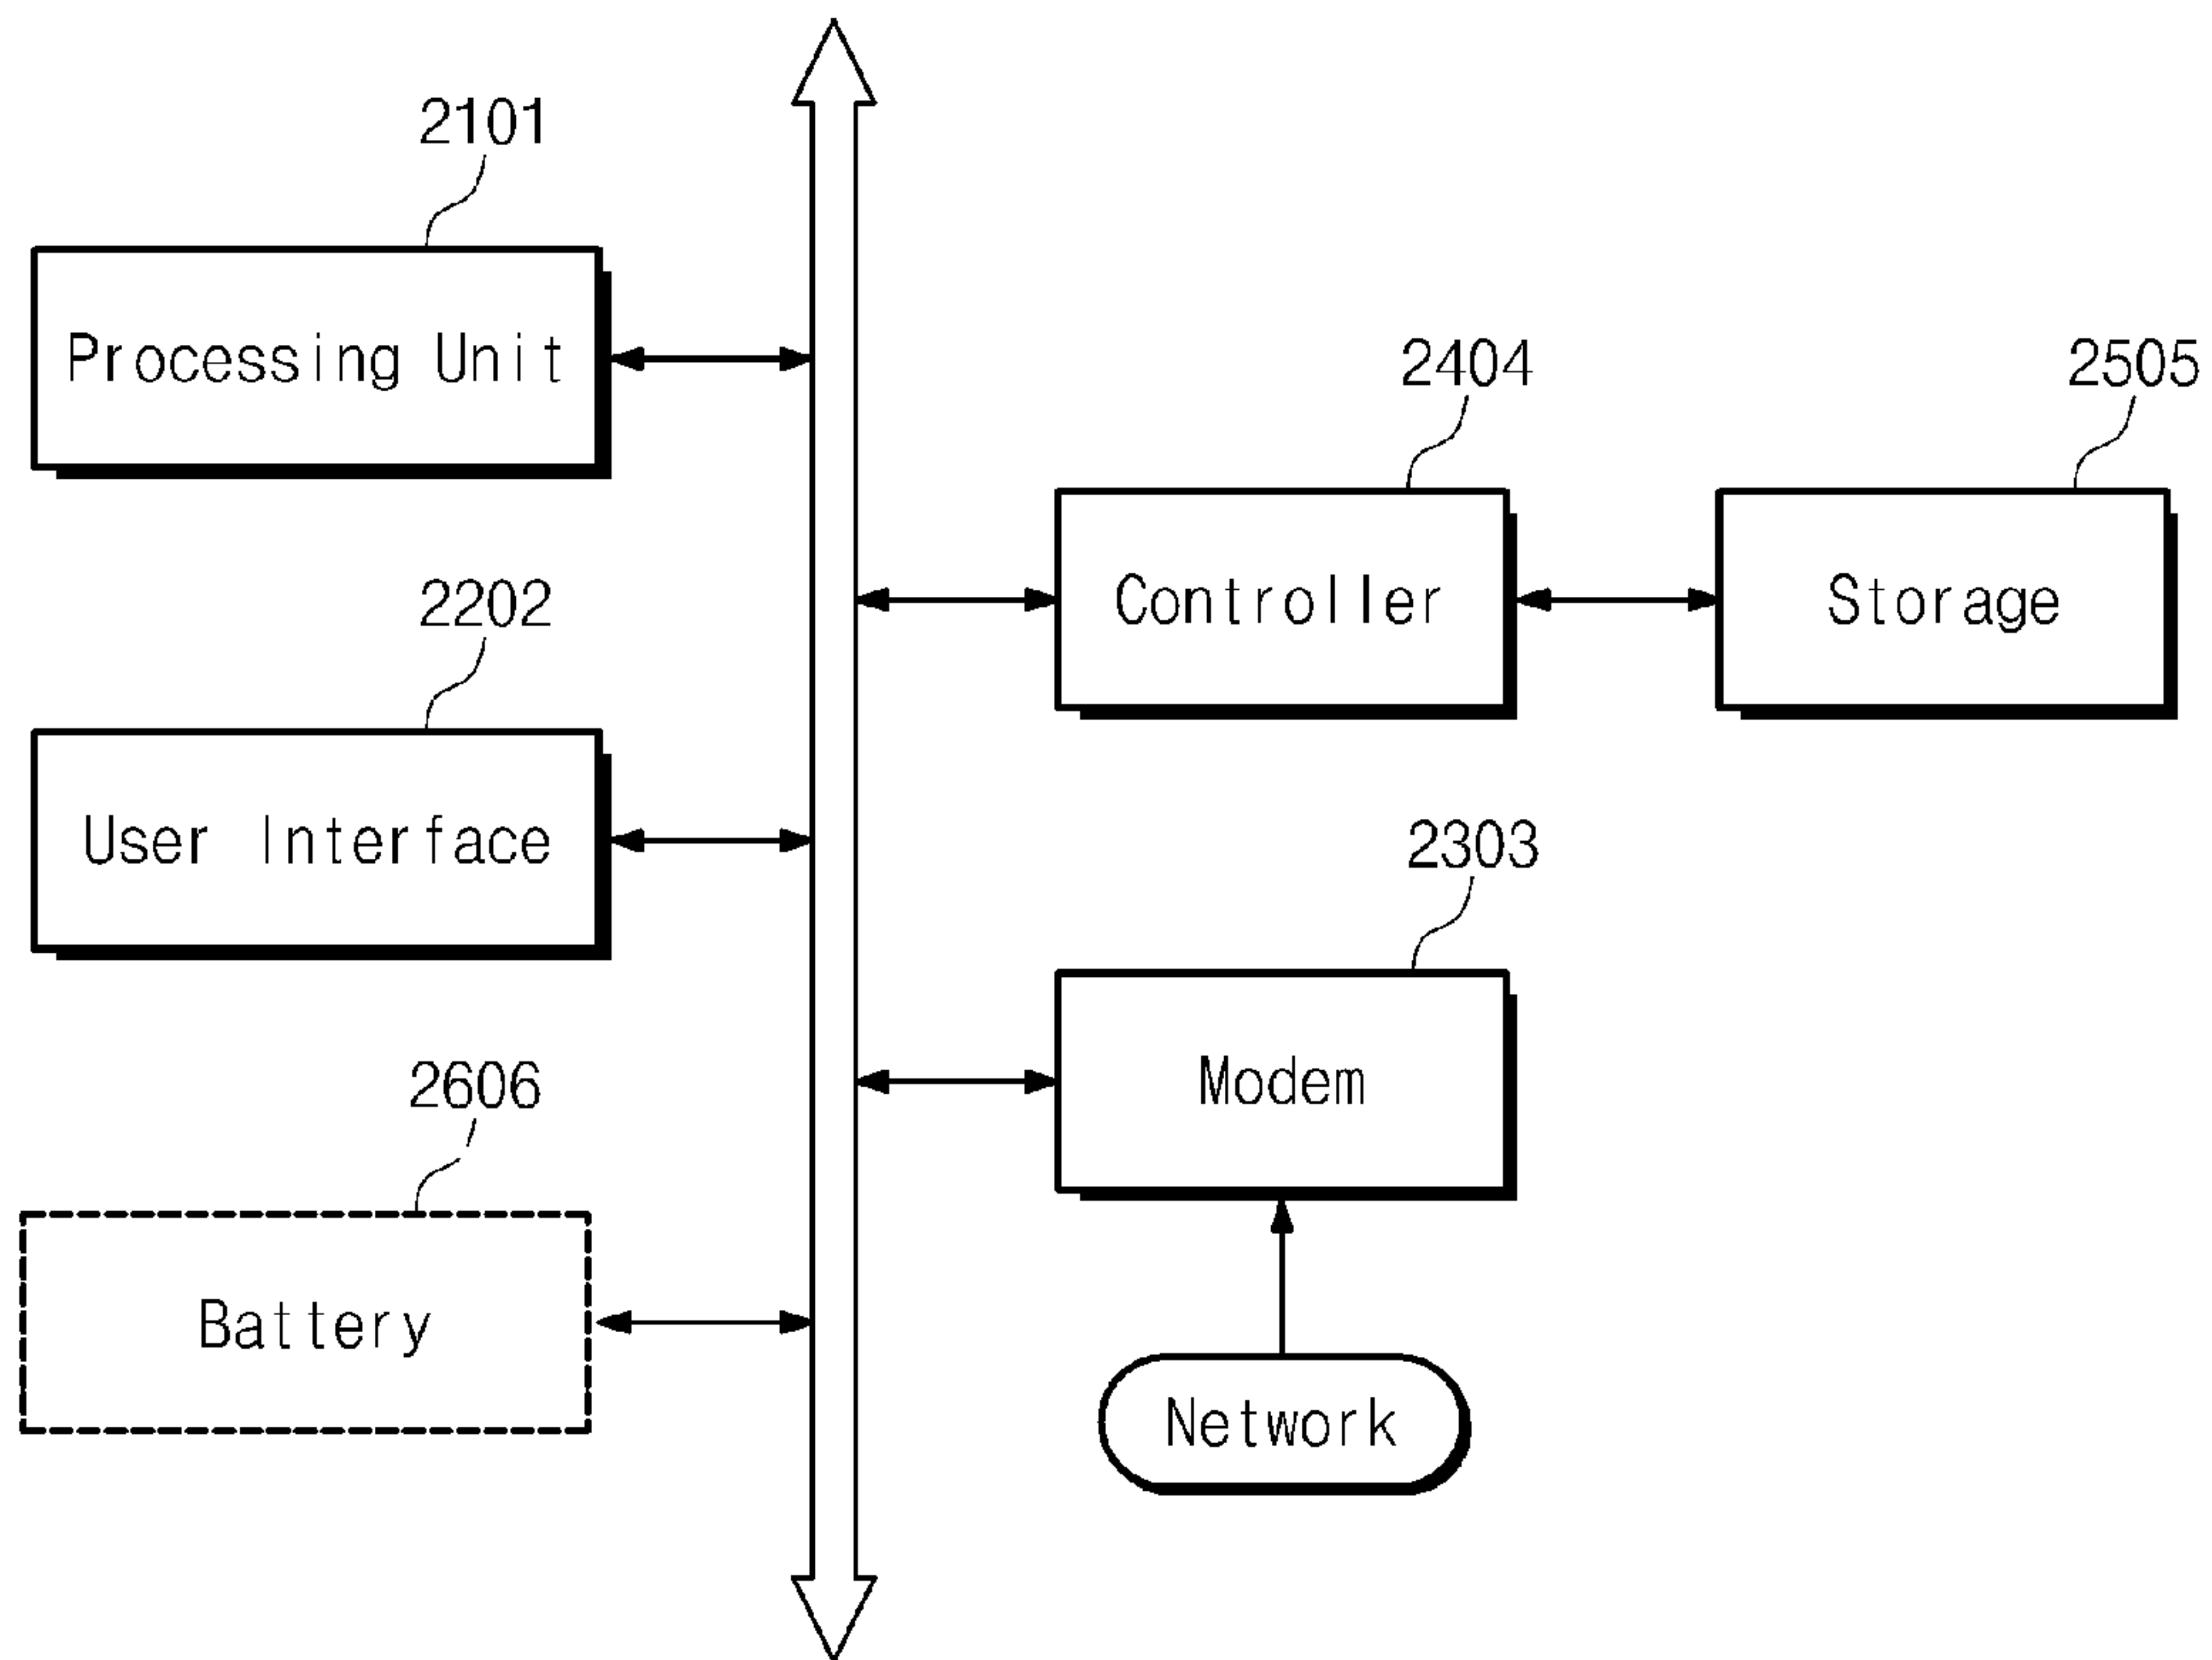 2101
Processing Unit
2404
2505
Controller
Storage
2202
User Interface
2303
Modem
2606
Battery
Network